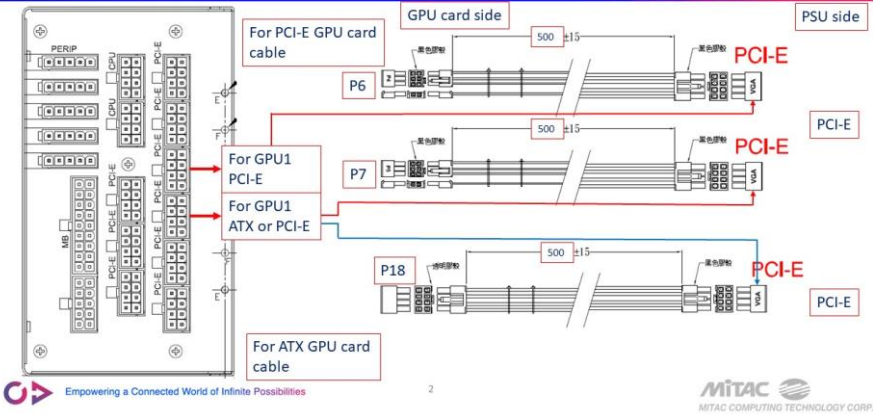 GPU card side
PSU side
For PCI-E GPU card
cable
PERIP
CPU
PCI-E
500 ±15
黑色膠殼
黑色膠殼
PCI-E
P6
VGA
E
CPU
PCI-E
F
500 ±15
黑色膠殼
黑色膠殼
PCI-E
PCI-E
For GPU1
PCI-E
P7
VGA
PCI-E
PCI-E
For GPU1
ATX or PCI-E
MB
PCI-E
PCI-E
500 ±15
透明膠殼
黑色膠殼
PCI-E
P18
VGA
PCI-E
F
PCI-E
PCI-E
E
For ATX GPU card
cable
Empowering a Connected World of Infinite Possibilities
2
MiTAC
MITAC COMPUTING TECHNOLOGY CORP.